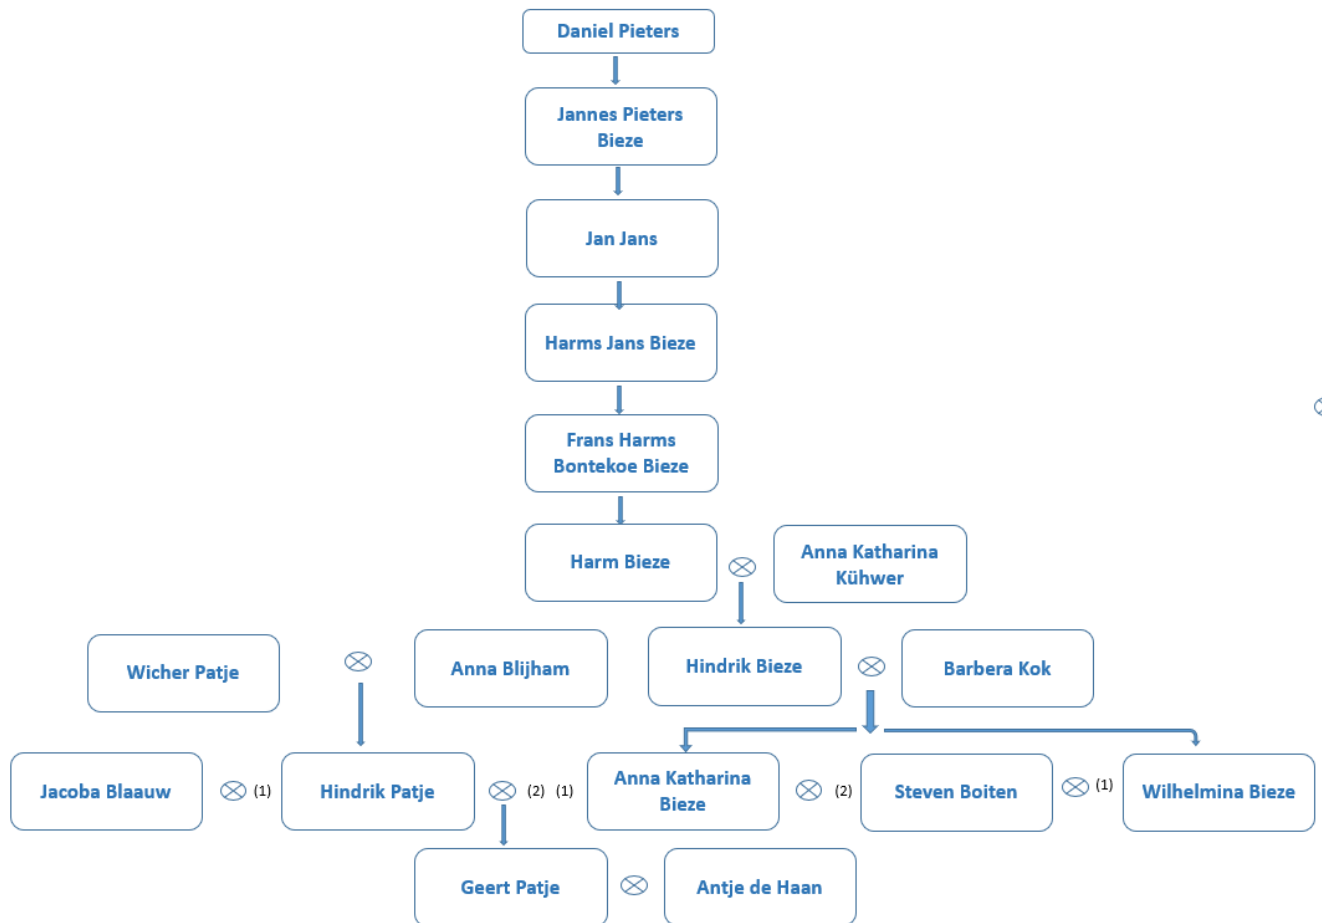 Daniel Pieters
Jannes Pieters
Bieze
Jan Jans
Harms Jans Bieze
Frans Harms
Bontekoe Bieze
Harm Bieze
Anna Katharina
Kühwer
Wicher Patje
Anna Blijham
Hindrik Bieze
Barbera Kok
Jacoba Blaauw
(1)
Hindrik Patje
(2) (1)
Anna Katharina
Bieze
(2)
Steven Boiten
(1)
Wilhelmina Bieze
Geert Patje
Antje de Haan